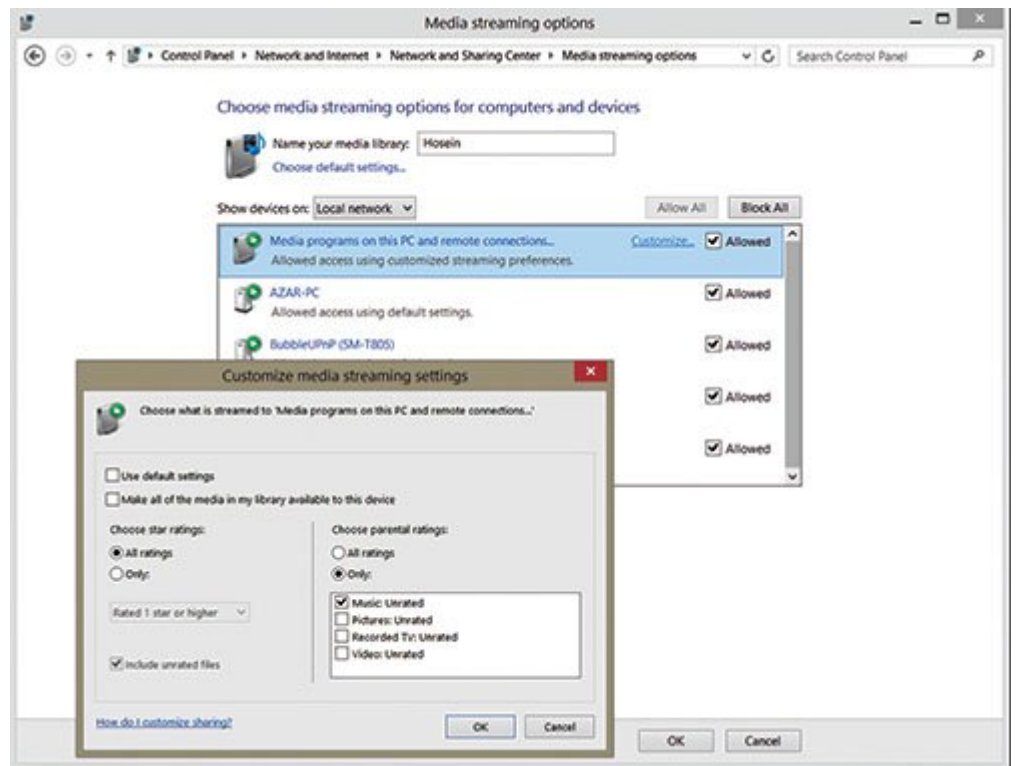 Media streaming options
Control Panel ▸ Network and Internet ▸ Network and Sharing Center ▸ Media streaming options
Search Control Panel
Choose media streaming options for computers and devices
Name your media library: Hosein
Choose default settings...
Show devices on: Local network
Allow All
Block All
Media programs on this PC and remote connections...
Customize...
Allowed
Allowed access using customized streaming preferences.
AZAR-PC
Allowed
Allowed access using default settings.
BubbleUPnP (SM-T805)
Allowed
Allowed
Allowed
Customize media streaming settings
Choose what is streamed to 'Media programs on this PC and remote connections...'
Use default settings
Make all of the media in my library available to this device
Choose star ratings:
All ratings
Only:
Rated 1 star or higher
Include unrated files
Choose parental ratings:
All ratings
Only:
Music: Unrated
Pictures: Unrated
Recorded TV: Unrated
Video: Unrated
How do I customize sharing?
OK
Cancel
OK
Cancel